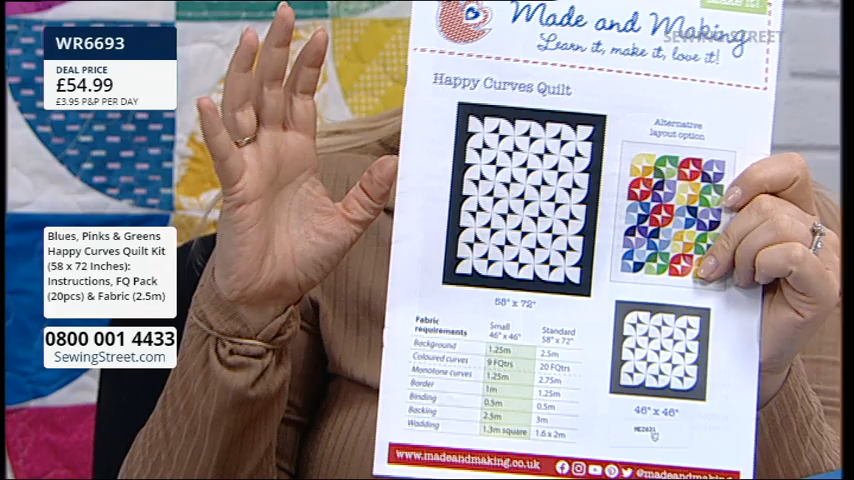 WR6693
DEAL PRICE
£54.99
£3.95 P&P PER DAY
Blues, Pinks & Greens
Happy Curves Quilt Kit
(58 x 72 Inches):
Instructions, FQ Pack
(20pcs) & Fabric (2.5m)
0800 001 4433
SewingStreet.com
SEWINGSTREET
make it!
Made and Making
Learn it, make it, love it!
Happy Curves Quilt
Alternative
layout option
58" x 72"
Fabric requirements Small 46" x 46" Standard 58" x 72"
Background 1.25m 2.5m
Coloured curves 9 FQtrs 20 FQtrs
Monotone curves 1.25m 2.75m
Border 1m 1.25m
Binding 0.5m 0.5m
Backing 2.5m 3m
Wadding 1.3m square 1.6 x 2m
46" x 46"
www.madeandmaking.co.uk @madeandmaking